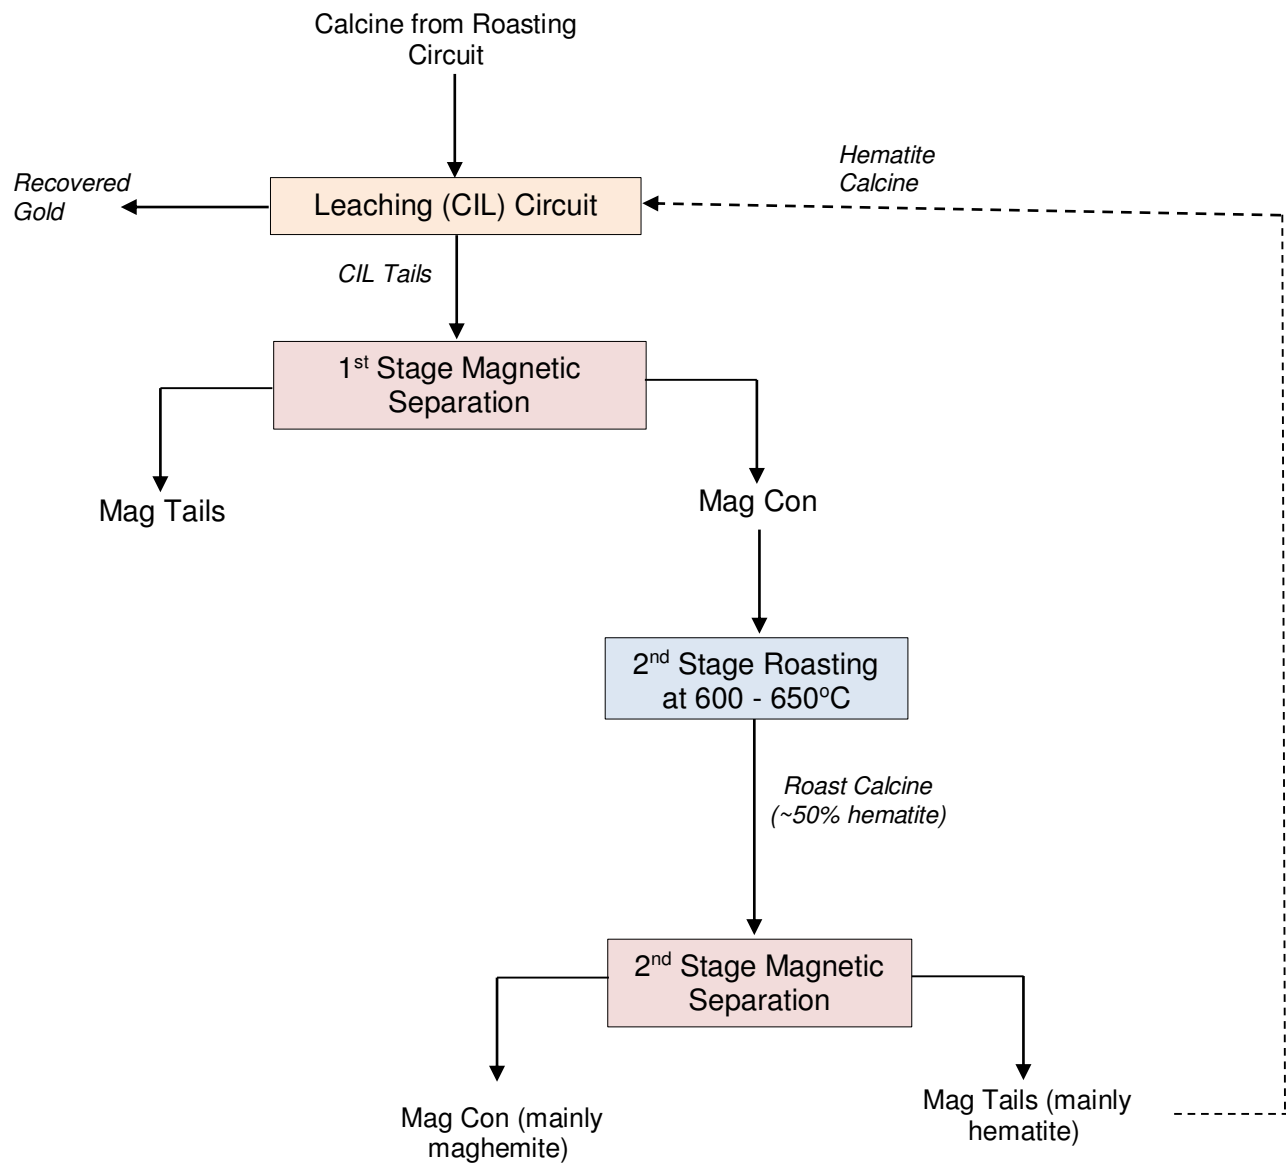 Calcine from Roasting
Circuit
Hematite
Calcine
Recovered
Gold
Leaching (CIL) Circuit
CIL Tails
1st Stage Magnetic
Separation
Mag Tails
Mag Con
2nd Stage Roasting
at 600 - 650ºC
Roast Calcine
(~50% hematite)
2nd Stage Magnetic
Separation
Mag Con (mainly
maghemite)
Mag Tails (mainly
hematite)